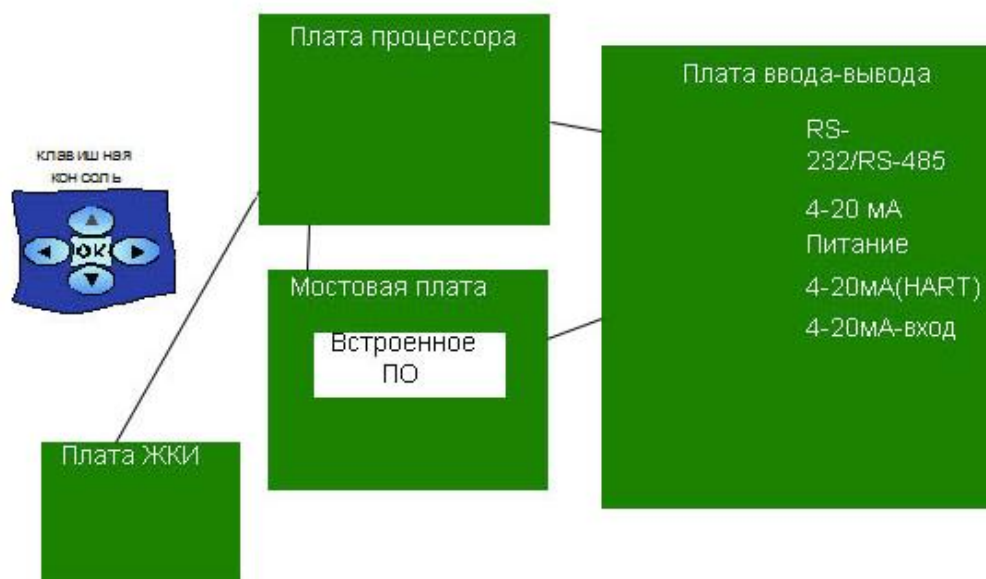 Плата процессора
Плата ввода-вывода
RS-
232/RS-485
4-20 мА
Питание
4-20мА(HART)
4-20мА-вход
клавишная
консоль
OK
Мостовая плата
Встроенное
ПО
Плата ЖКИ